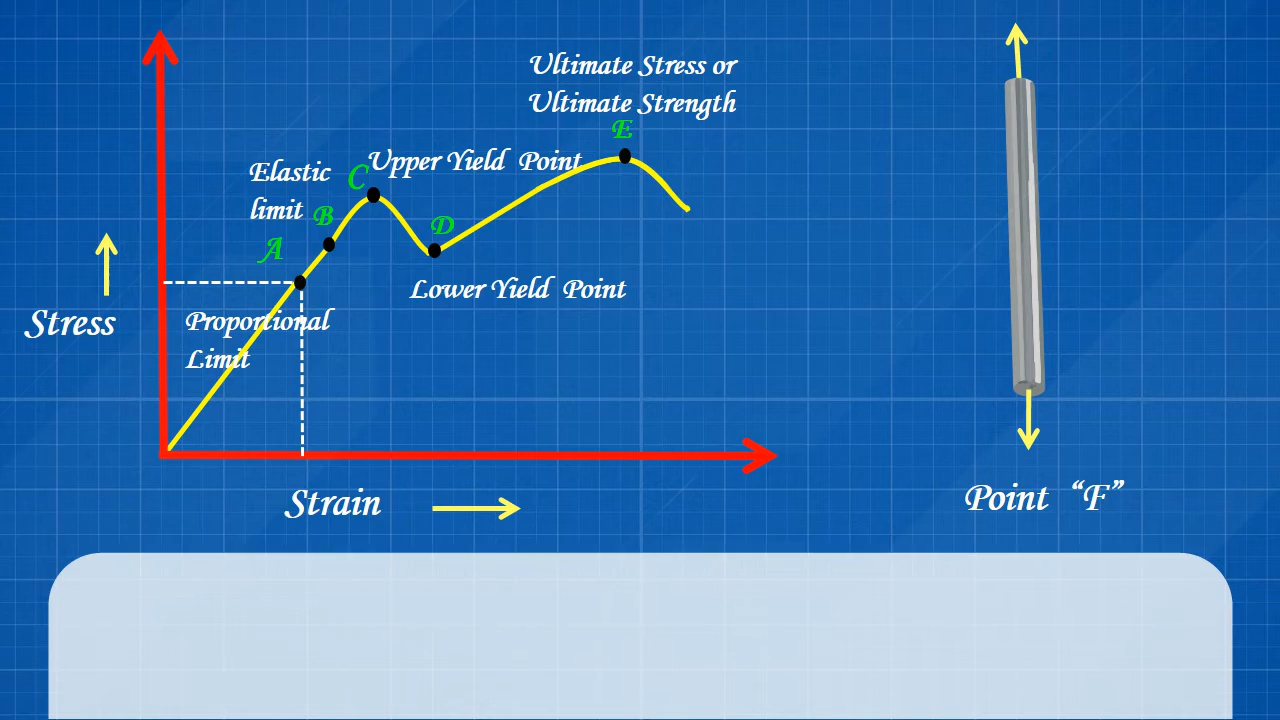 Ultimate Stress or
Ultimate Strength
E
Upper Yield Point
Elastic
limit
C
B
A
D
Lower Yield Point
Proportional
Limit
Stress
Strain
Point “F”